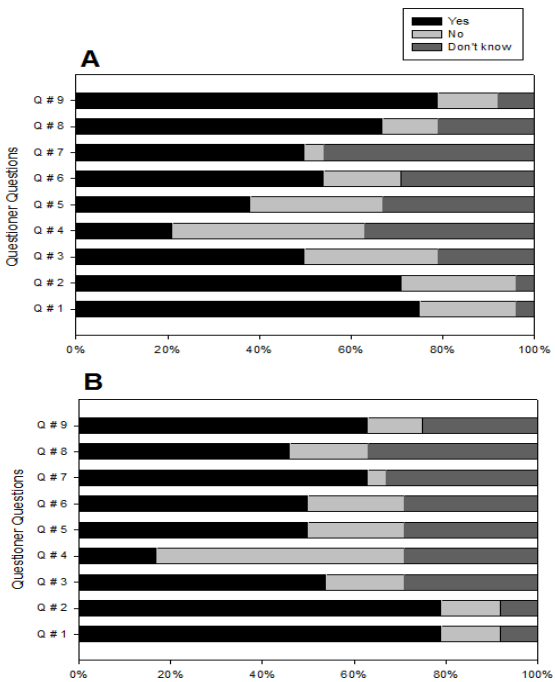 Yes
No
Don't know
A
Questioner Questions
Q # 9
Q # 8
Q # 7
Q # 6
Q # 5
Q # 4
Q # 3
Q # 2
Q # 1
0% 20% 40% 60% 80% 100%
B
Questioner Questions
Q # 9
Q # 8
Q # 7
Q # 6
Q # 5
Q # 4
Q # 3
Q # 2
Q # 1
0% 20% 40% 60% 80% 100%